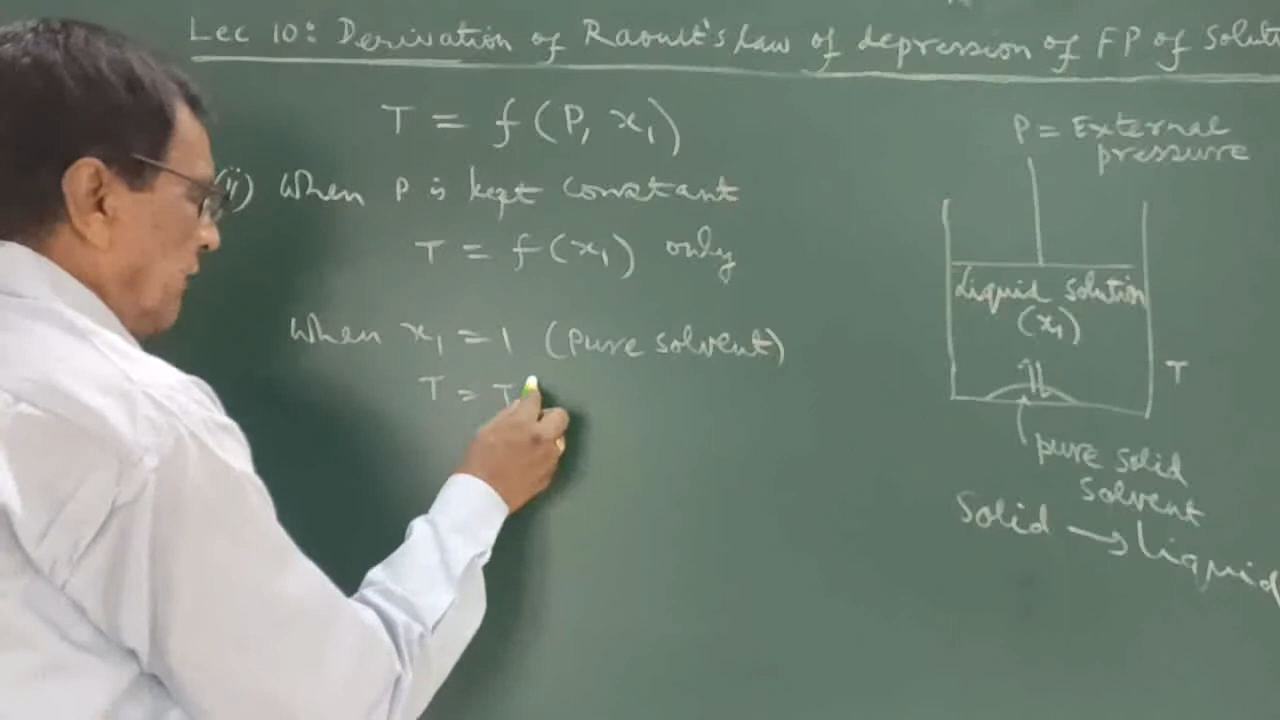 Lec 10: Derivation of Raoult's Law of depression of FP of Soluti
T = f(P, x₁)
(ii) When P is kept constant
T = f(x₁) only
When x₁ = 1 (pure solvent)
T = T
P = External
pressure
Liquid solution
(x₁)
T
pure solid
solvent
Solid → liquid